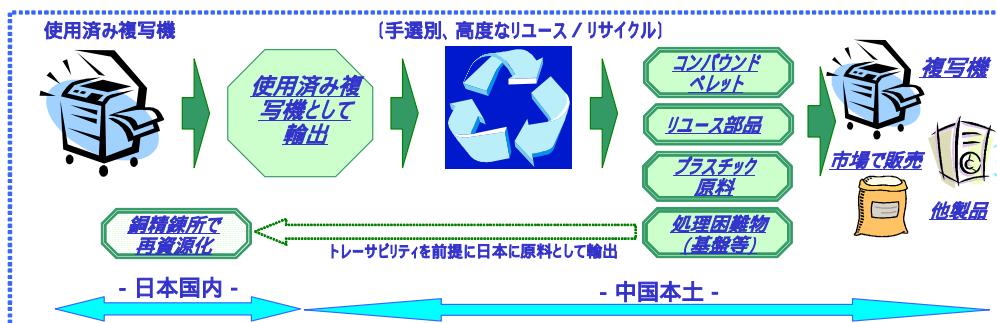 使用済み複写機
〔手選別、高度なリユース/リサイクル〕
使用済み複
写機として
輸出
コンパウンド
ペレット
リユース部品
プラスチック
原料
処理困難物
(基盤等)
複写機
市場で販売
他製品
銅精錬所で
再資源化
トレーサビリティを前提に日本に原料として輸出
- 日本国内 -
- 中国本土 -